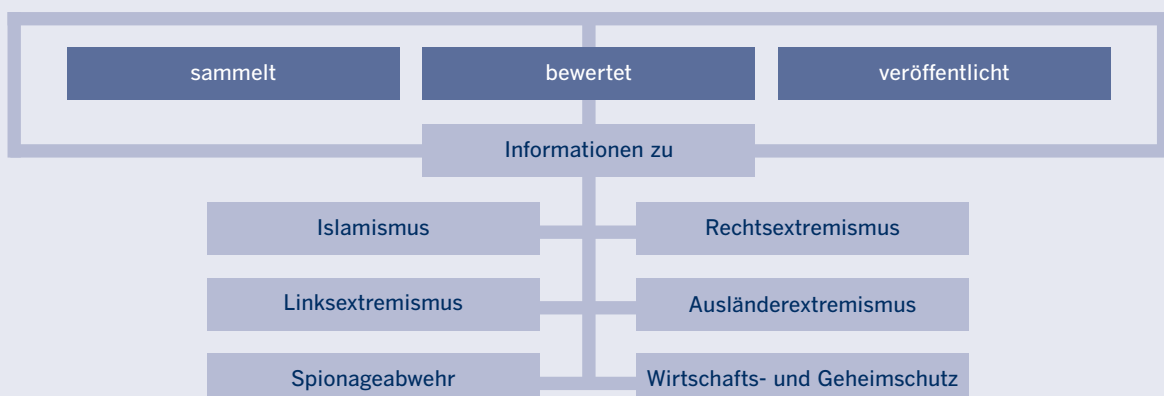 sammelt
bewertet
veröffentlicht
Informationen zu
Islamismus
Rechtsextremismus
Linksextremismus
Ausländerextremismus
Spionageabwehr
Wirtschafts- und Geheimschutz